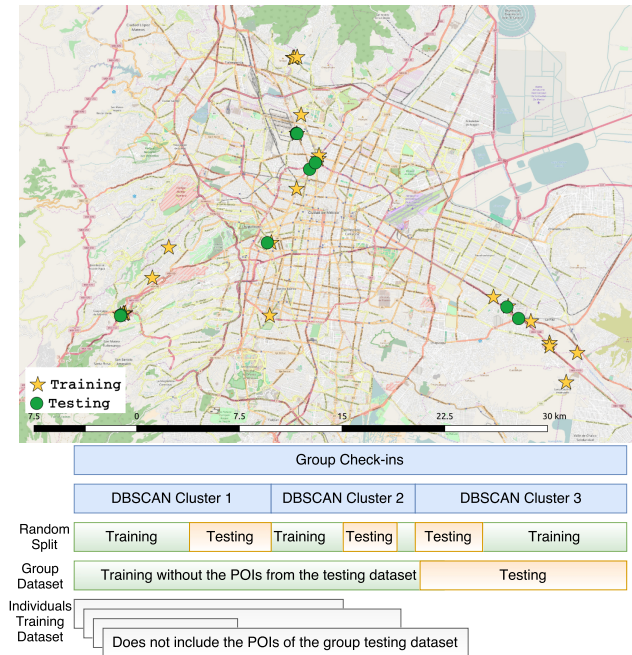 Training
Testing
7.5
0
7.5
15
22.5
30 km
Group Check-ins
DBSCAN Cluster 1
DBSCAN Cluster 2
DBSCAN Cluster 3
Random
Split
Training
Testing
Training
Testing
Testing
Training
Group
Dataset
Training without the POIs from the testing dataset
Testing
Individuals
Training
Dataset
Does not include the POIs of the group testing dataset